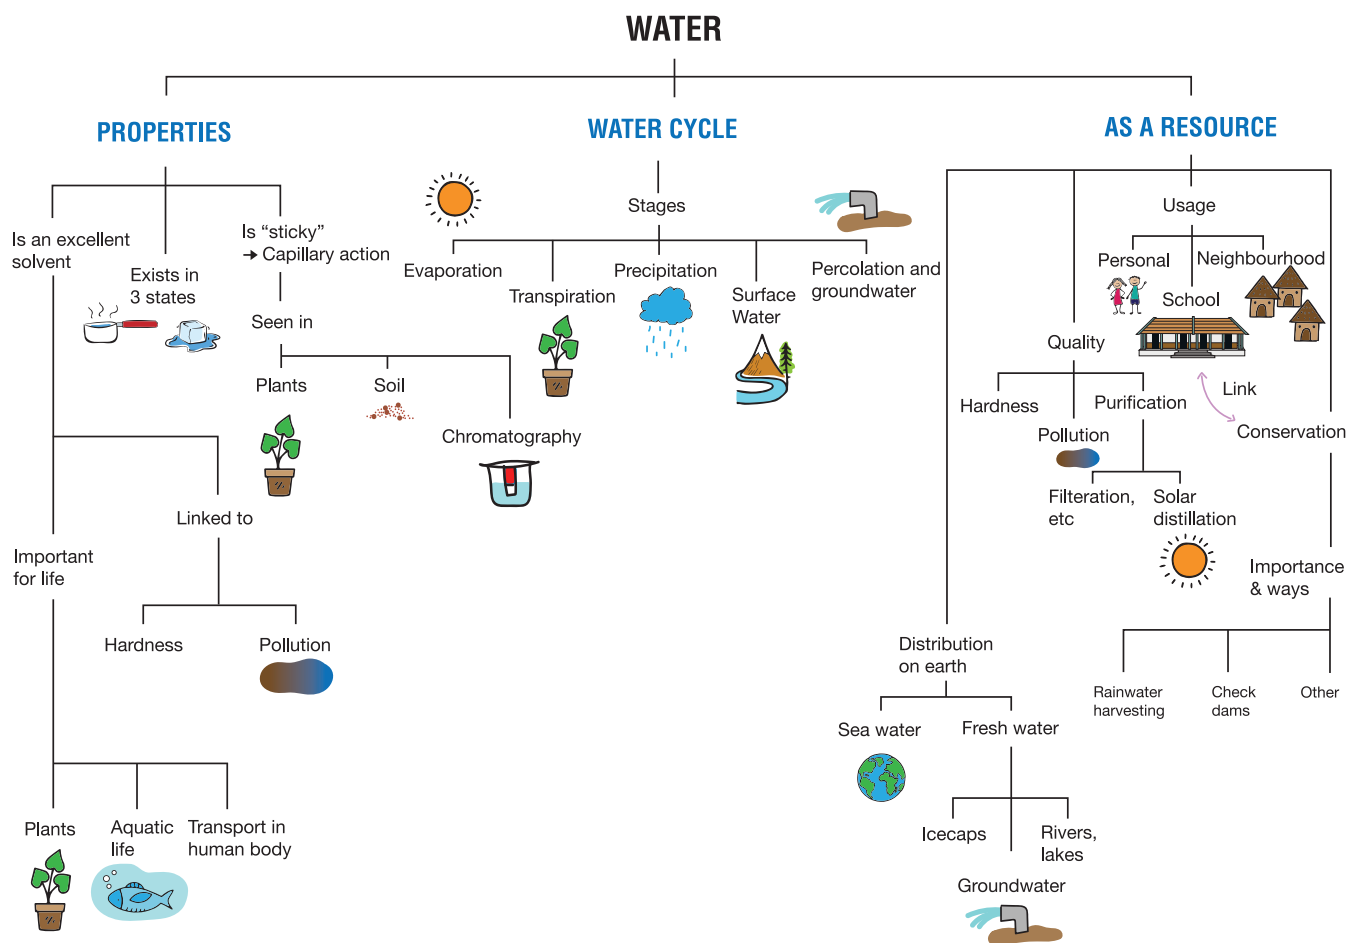 WATER
PROPERTIES
Is an excellent
solvent
Exists in
3 states
Is “sticky”
→ Capillary action
Seen in
Plants
Soil
Chromatography
Linked to
Hardness
Pollution
Important
for life
Plants
Aquatic
life
Transport in
human body
WATER CYCLE
Stages
Evaporation
Transpiration
Precipitation
Surface
Water
Percolation and
groundwater
AS A RESOURCE
Usage
Personal
School
Neighbourhood
Link
Conservation
Quality
Hardness
Pollution
Purification
Filteration,
etc
Solar
distillation
Importance
& ways
Rainwater
harvesting
Check
dams
Other
Distribution
on earth
Sea water
Fresh water
Icecaps
Rivers,
lakes
Groundwater